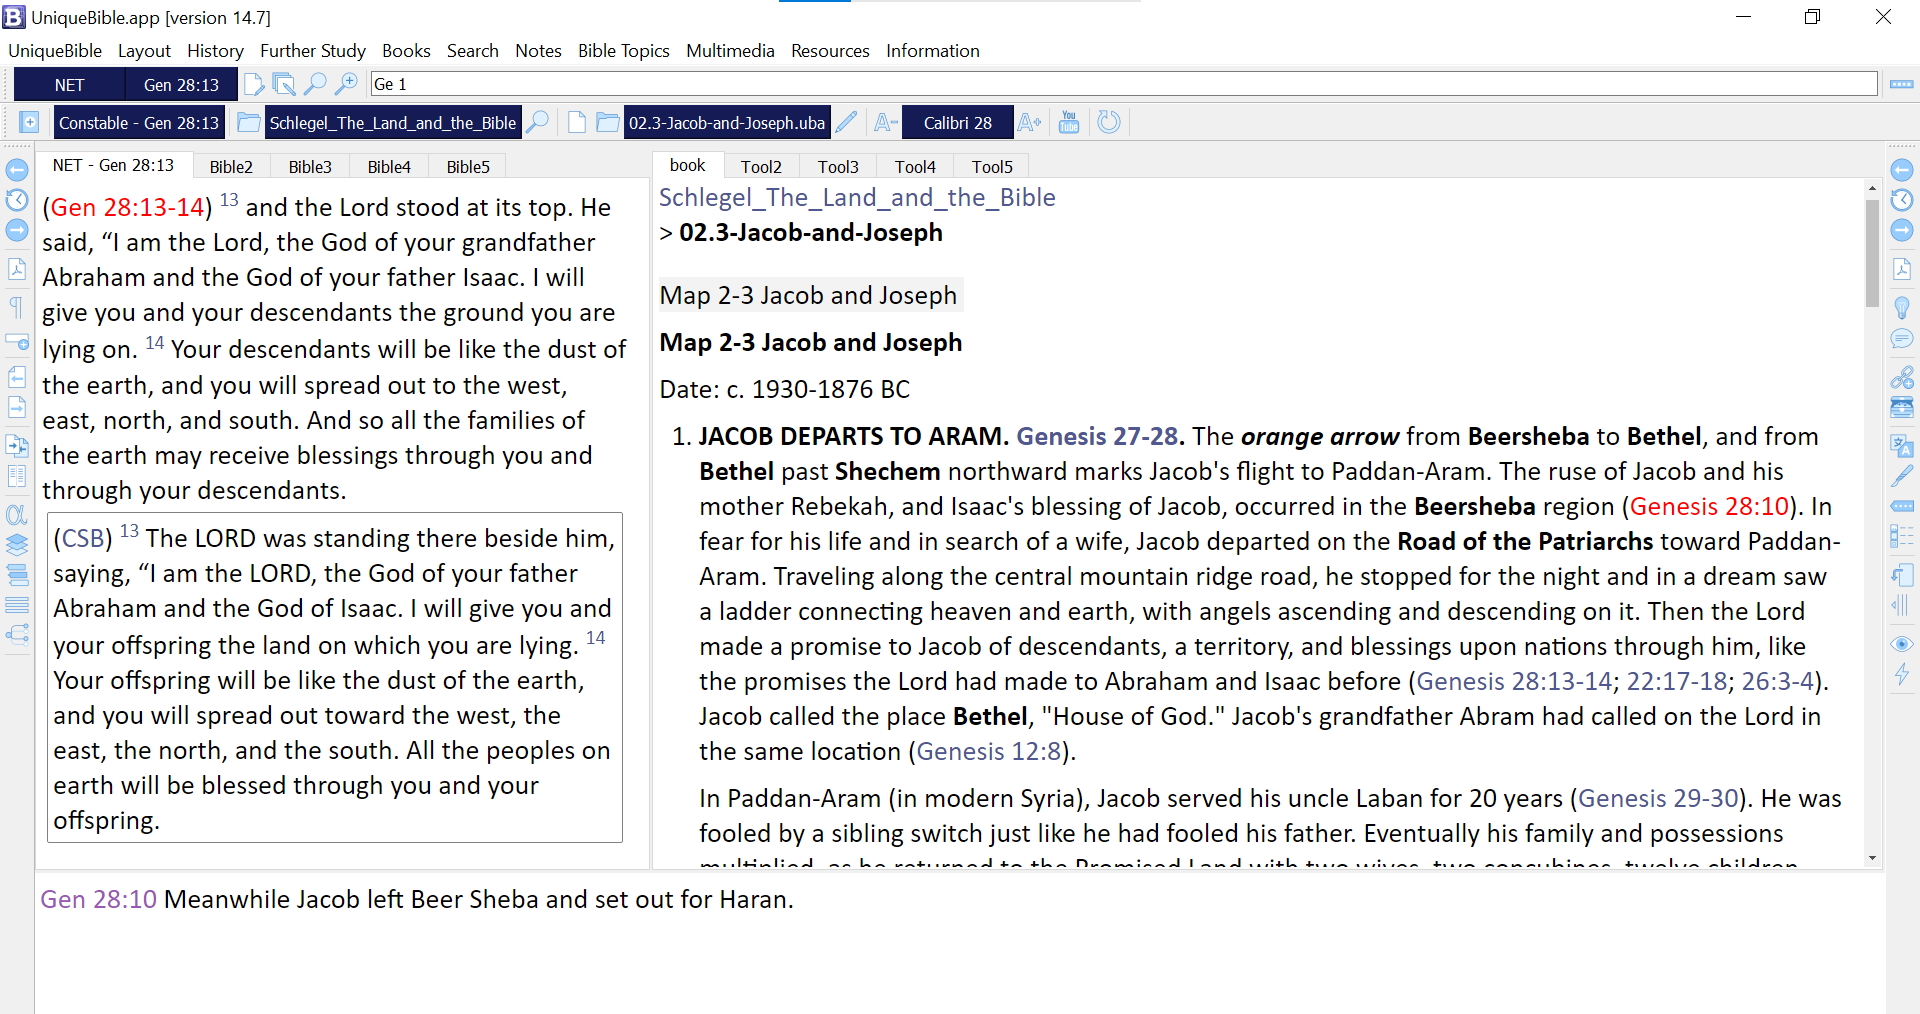 UniqueBible.app [version 14.7]
UniqueBible Layout History Further Study Books Search Notes Bible Topics Multimedia Resources Information
NET Gen 28:13 Ge 1
Constable - Gen 28:13 Schlegel_The_Land_and_the_Bible 02.3-Jacob-and-Joseph.uba A- Calibri 28 A+ You Tube
NET - Gen 28:13 Bible2 Bible3 Bible4 Bible5
(Gen 28:13-14) 13 and the Lord stood at its top. He
said, “I am the Lord, the God of your grandfather
Abraham and the God of your father Isaac. I will
give you and your descendants the ground you are
lying on. 14 Your descendants will be like the dust of
the earth, and you will spread out to the west,
east, north, and south. And so all the families of
the earth may receive blessings through you and
through your descendants.
(CSB) 13 The LORD was standing there beside him,
saying, “I am the LORD, the God of your father
Abraham and the God of Isaac. I will give you and
your offspring the land on which you are lying. 14
Your offspring will be like the dust of the earth,
and you will spread out toward the west, the
east, the north, and the south. All the peoples on
earth will be blessed through you and your
offspring.
book Tool2 Tool3 Tool4 Tool5
Schlegel_The_Land_and_the_Bible
> 02.3-Jacob-and-Joseph
Map 2-3 Jacob and Joseph
Map 2-3 Jacob and Joseph
Date: c. 1930-1876 BC
1. JACOB DEPARTS TO ARAM. Genesis 27-28. The orange arrow from Beersheba to Bethel, and from
Bethel past Shechem northward marks Jacob's flight to Paddan-Aram. The ruse of Jacob and his
mother Rebekah, and Isaac's blessing of Jacob, occurred in the Beersheba region (Genesis 28:10). In
fear for his life and in search of a wife, Jacob departed on the Road of the Patriarchs toward Paddan-
Aram. Traveling along the central mountain ridge road, he stopped for the night and in a dream saw
a ladder connecting heaven and earth, with angels ascending and descending on it. Then the Lord
made a promise to Jacob of descendants, a territory, and blessings upon nations through him, like
the promises the Lord had made to Abraham and Isaac before (Genesis 28:13-14; 22:17-18; 26:3-4).
Jacob called the place Bethel, "House of God." Jacob's grandfather Abram had called on the Lord in
the same location (Genesis 12:8).
In Paddan-Aram (in modern Syria), Jacob served his uncle Laban for 20 years (Genesis 29-30). He was
fooled by a sibling switch just like he had fooled his father. Eventually his family and possessions
multiplied, as he returned to the Promised Land with two wives, two concubines, twelve children
Gen 28:10 Meanwhile Jacob left Beer Sheba and set out for Haran.